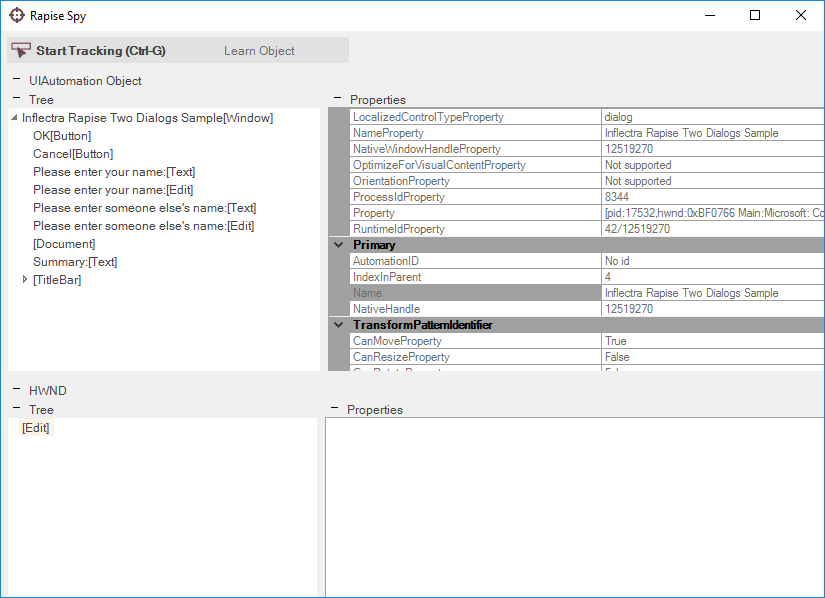 Rapise Spy
Start Tracking (Ctrl-G) Learn Object
UIAutomation Object
Tree
Inflectra Rapise Two Dialogs Sample[Window]
OK[Button]
Cancel[Button]
Please enter your name:[Text]
Please enter your name:[Edit]
Please enter someone else's name:[Text]
Please enter someone else's name:[Edit]
[Document]
Summary:[Text]
[TitleBar]
Properties
LocalizedControlTypeProperty dialog
NameProperty Inflectra Rapise Two Dialogs Sample
NativeWindowHandleProperty 12519270
OptimizeForVisualContentProperty Not supported
OrientationProperty Not supported
ProcessIdProperty 8344
Property [pid:17532,hwnd:0xBF0766 Main:Microsoft: Co
RuntimeIdProperty 42/12519270
Primary
AutomationID No id
IndexInParent 4
Name Inflectra Rapise Two Dialogs Sample
NativeHandle 12519270
TransformPatternIdentifier
CanMoveProperty True
CanResizeProperty False
HWND
Tree
[Edit]
Properties